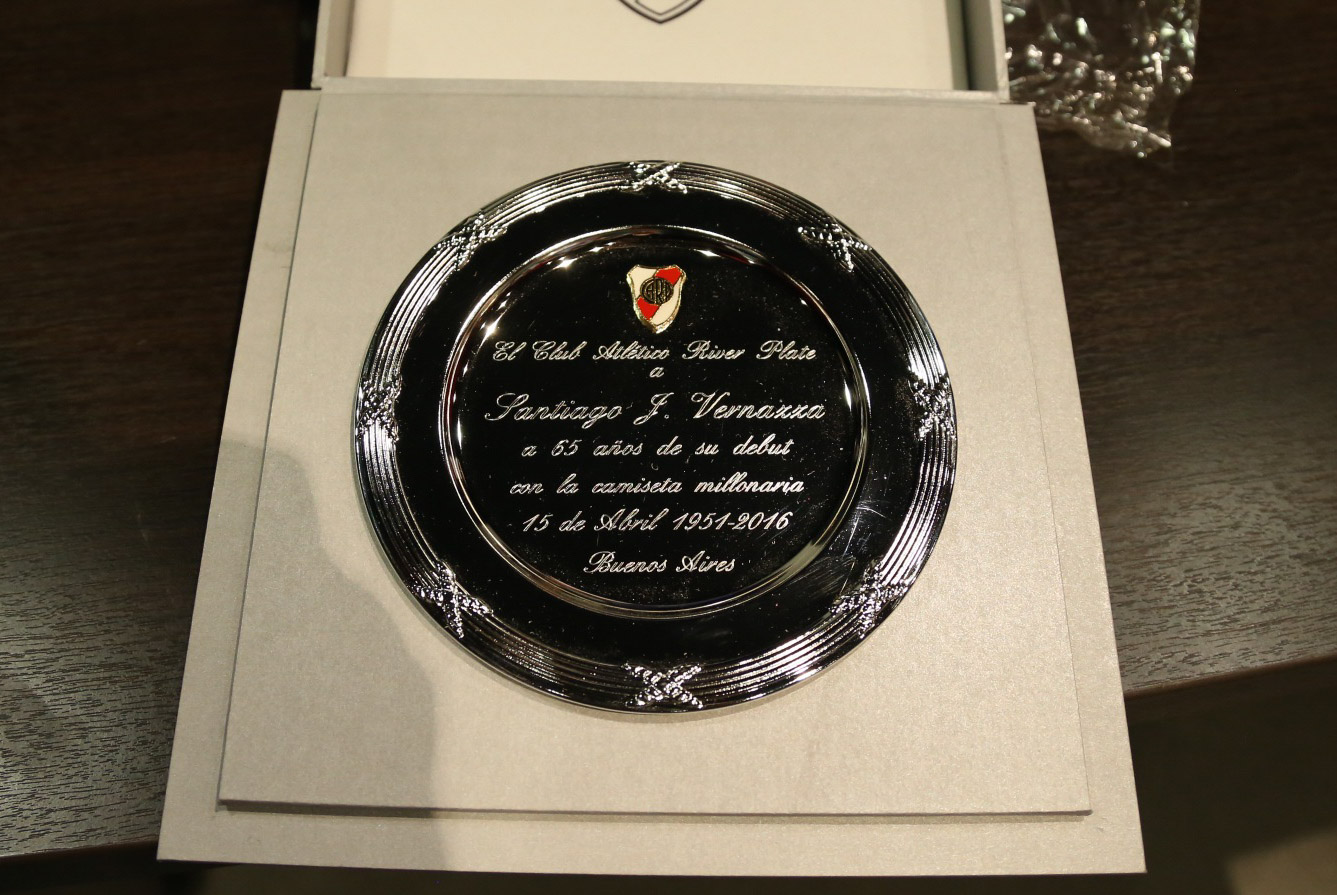 CARP
El Club Atlético River Plate
a
Santiago J. Vernazza
a 65 años de su debut
con la camiseta millonaria
15 de Abril 1951-2016
Buenos Aires